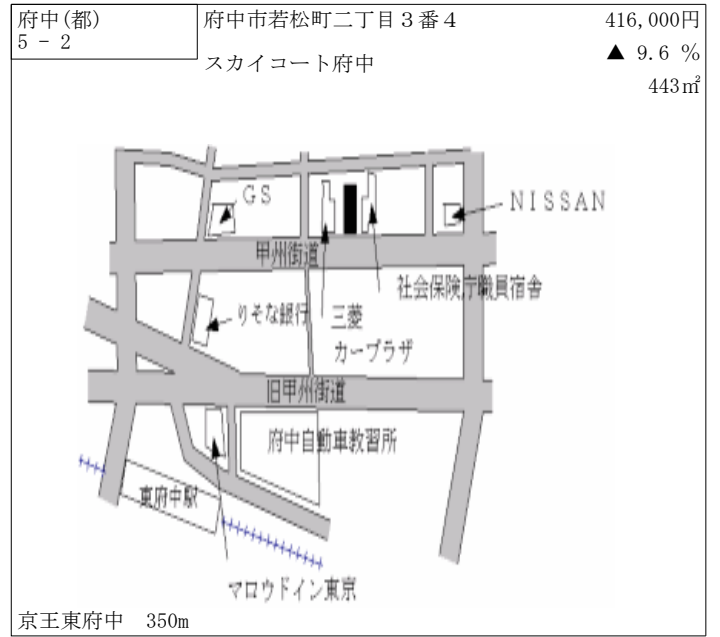 府中(都)
5 － 2
府中市若松町二丁目３番４
スカイコート府中
416,000円
▲ 9.6 %
443㎡
ＧＳ
ＮＩＳＳＡＮ
甲州街道
社会保険庁職員宿舎
りそな銀行
三菱
カープラザ
旧甲州街道
府中自動車教習所
東府中駅
マロウドイン東京
京王東府中　350m